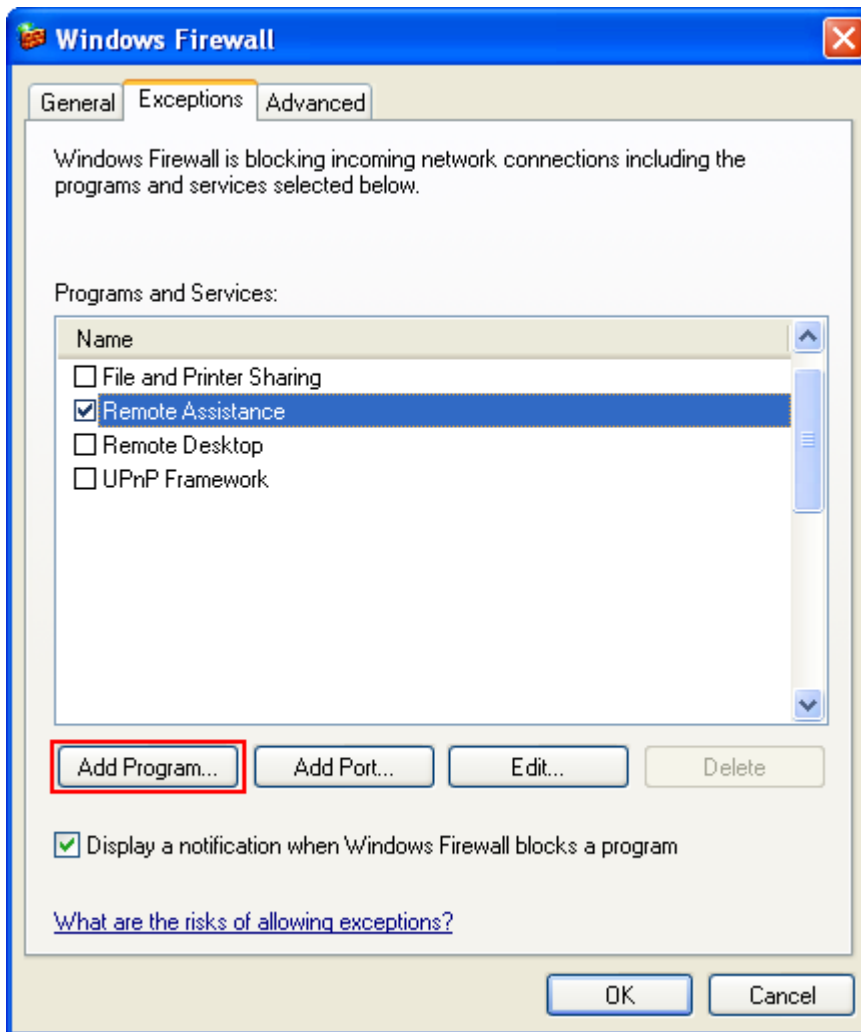 Windows Firewall
General Exceptions Advanced
Windows Firewall is blocking incoming network connections including the
programs and services selected below.
Programs and Services:
Name
File and Printer Sharing
Remote Assistance
Remote Desktop
UPnP Framework
Add Program... Add Port... Edit... Delete
Display a notification when Windows Firewall blocks a program
What are the risks of allowing exceptions?
OK Cancel